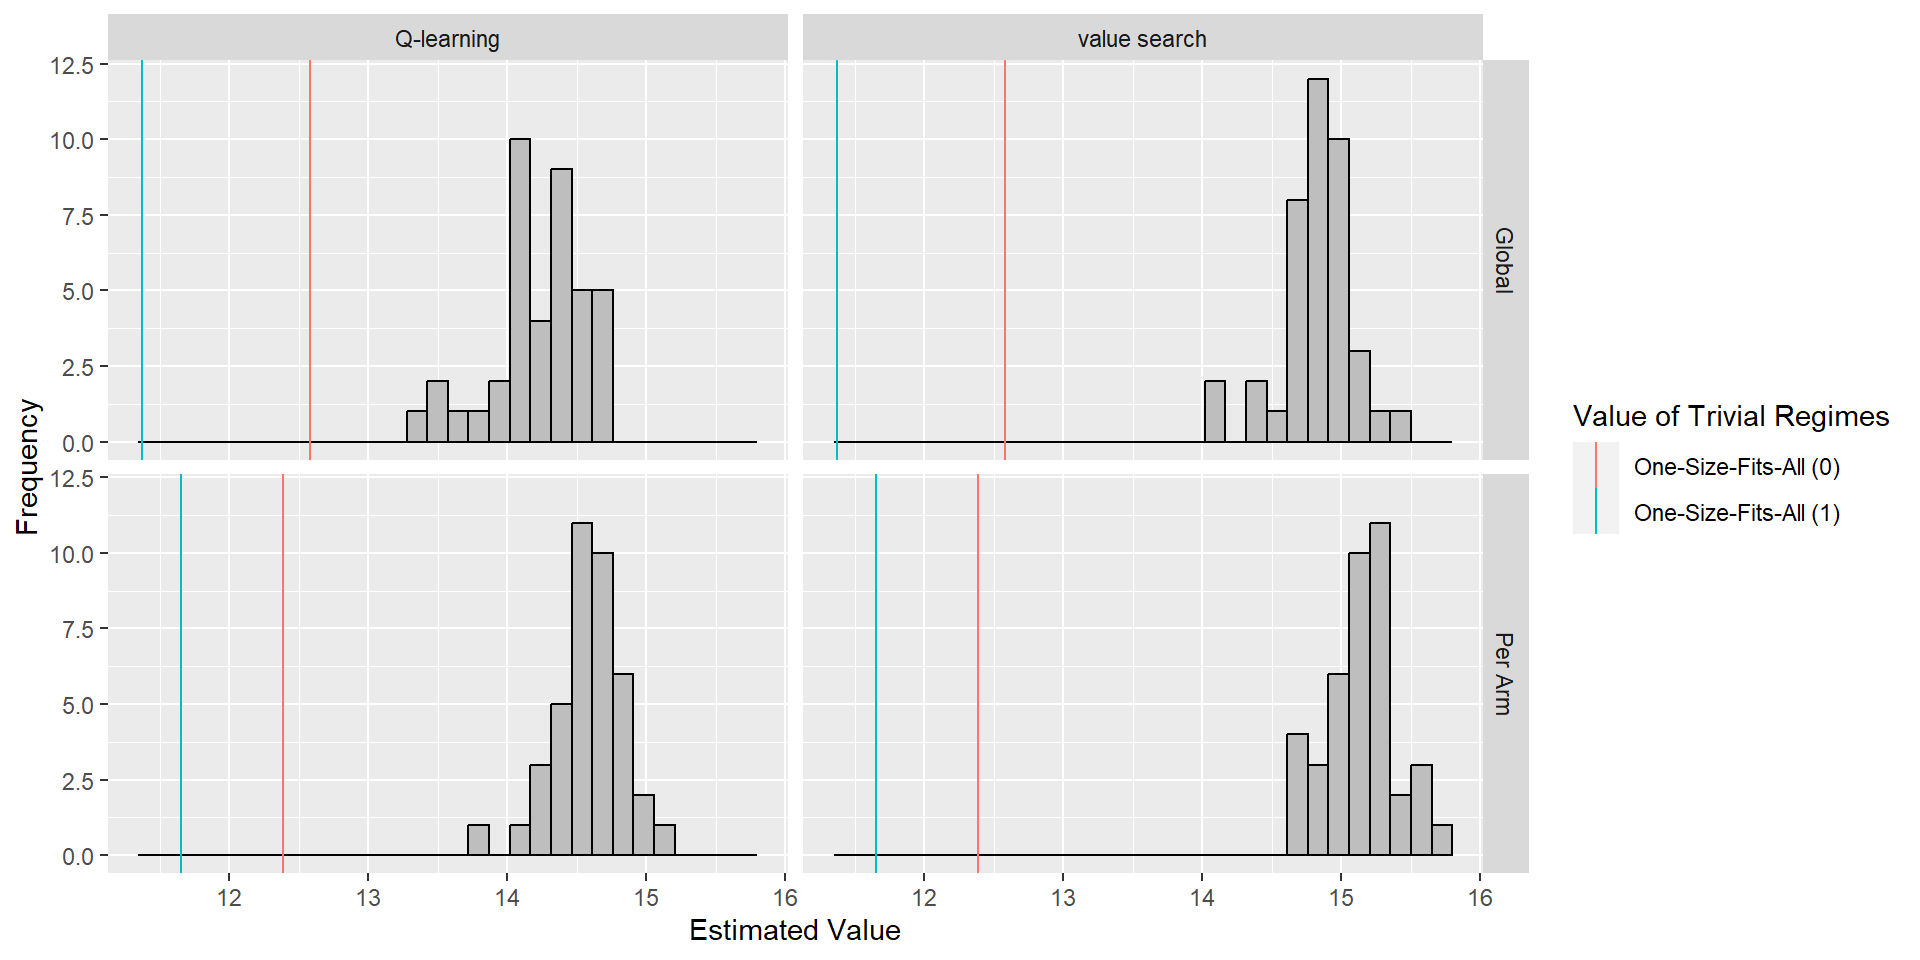 Q-learning
value search
12.5
10.0
7.5
5.0
2.5
0.0
Global
12.5
10.0
7.5
5.0
2.5
0.0
Per Arm
Frequency
12
13
14
15
16
12
13
14
15
16
Estimated Value
Value of Trivial Regimes
One-Size-Fits-All (0)
One-Size-Fits-All (1)